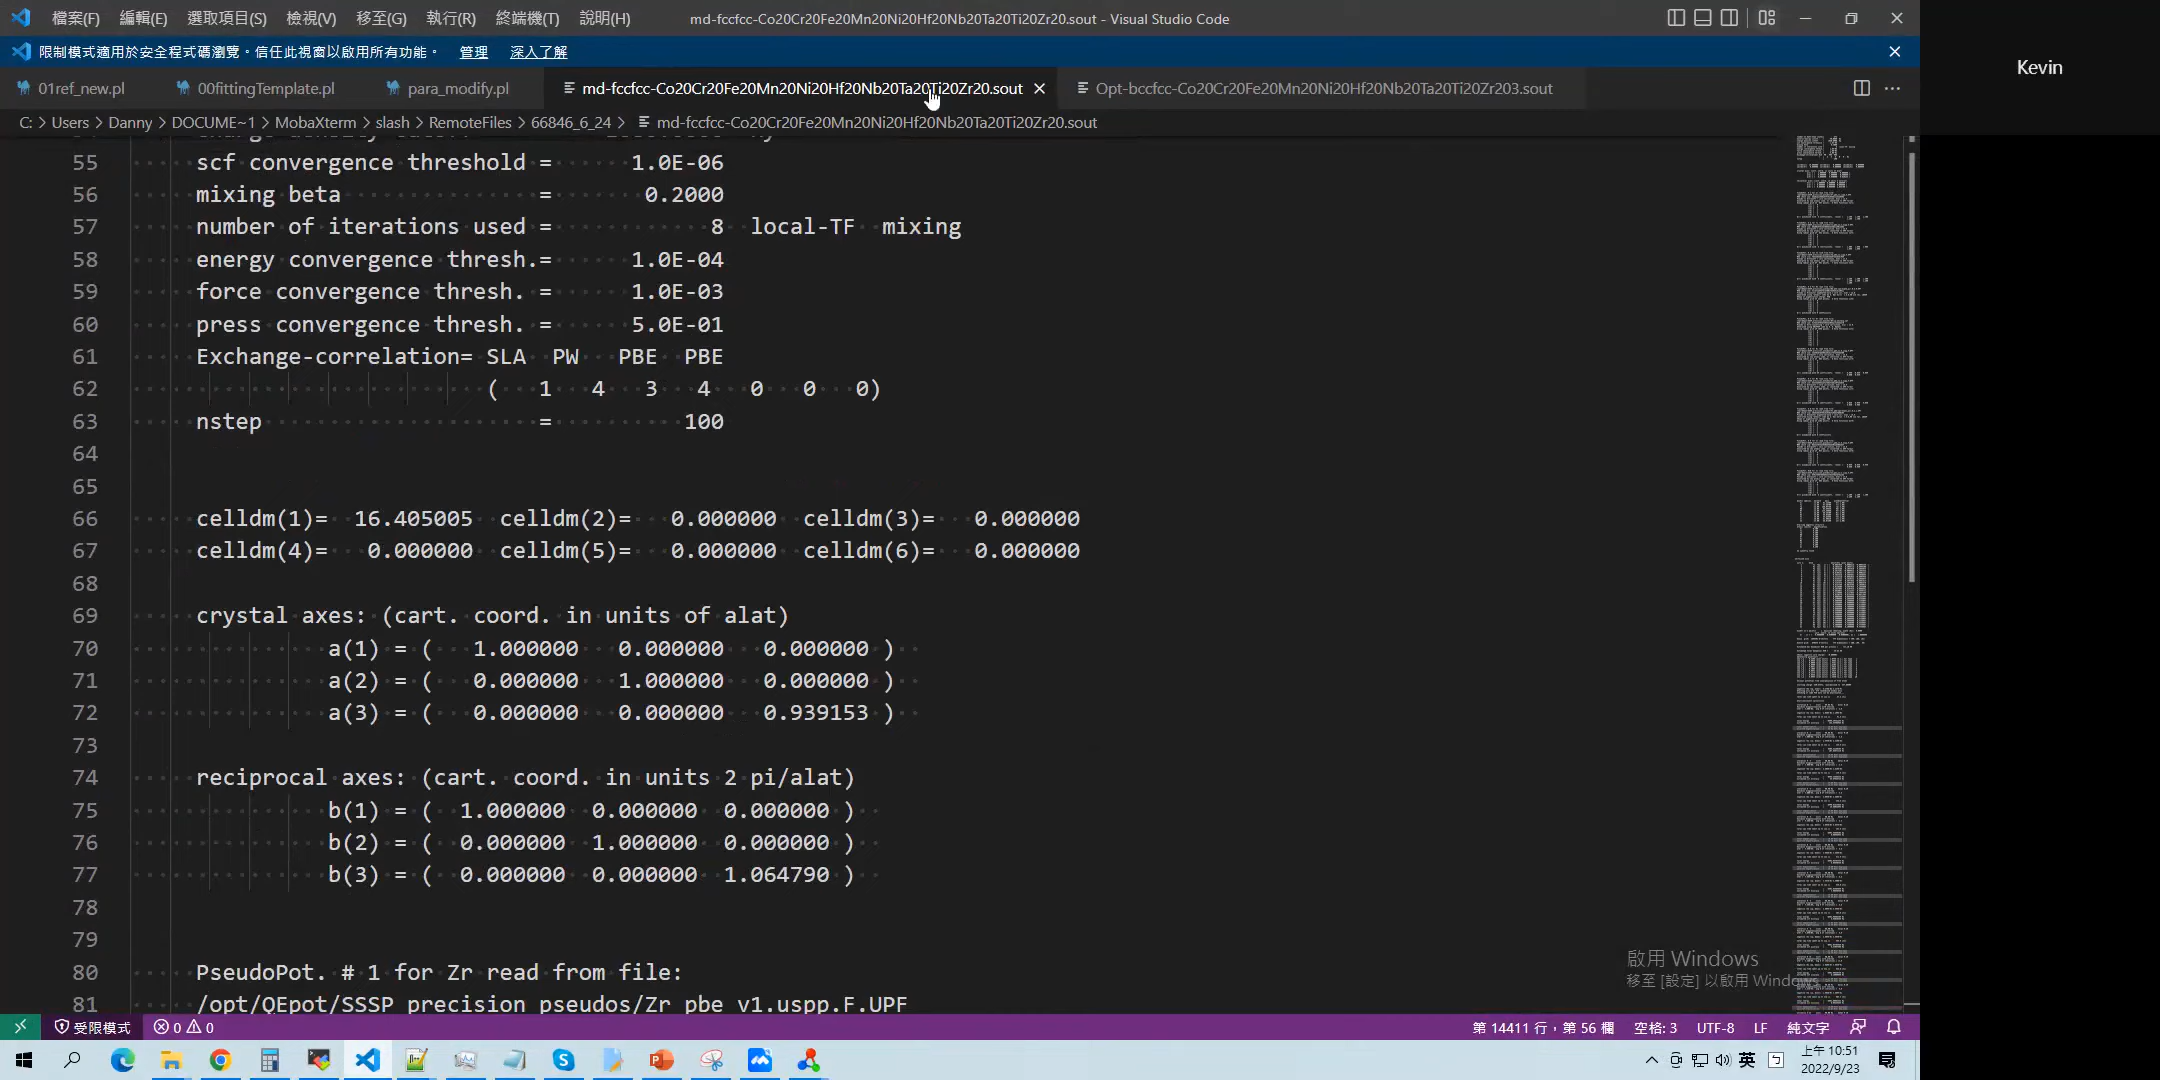 檔案(F) 編輯(E) 選取項目(S) 檢視(V) 移至(G) 執行(R) 終端機(T) 說明(H) md-fccfcc-Co20Cr20Fe20Mn20Ni20Hf20Nb20Ta20Ti20Zr20.sout - Visual Studio Code
限制模式適用於安全程式碼瀏覽。信任此視窗以啟用所有功能。 管理 深入了解
01ref_new.pl 00fittingTemplate.pl para_modify.pl md-fccfcc-Co20Cr20Fe20Mn20Ni20Hf20Nb20Ta20Ti20Zr20.sout Opt-bccfcc-Co20Cr20Fe20Mn20Ni20Hf20Nb20Ta20Ti20Zr203.sout
C: > Users > Danny > DOCUME~1 > MobaXterm > slash > RemoteFiles > 66846_6_24 > md-fccfcc-Co20Cr20Fe20Mn20Ni20Hf20Nb20Ta20Ti20Zr20.sout
55 scf convergence threshold = 1.0E-06
56 mixing beta = 0.2000
57 number of iterations used = 8 local-TF mixing
58 energy convergence thresh.= 1.0E-04
59 force convergence thresh. = 1.0E-03
60 press convergence thresh. = 5.0E-01
61 Exchange-correlation= SLA PW PBE PBE
62 ( 1 4 3 4 0 0 0)
63 nstep = 100
64
65
66 celldm(1)= 16.405005 celldm(2)= 0.000000 celldm(3)= 0.000000
67 celldm(4)= 0.000000 celldm(5)= 0.000000 celldm(6)= 0.000000
68
69 crystal axes: (cart. coord. in units of alat)
70 a(1) = ( 1.000000 0.000000 0.000000 )
71 a(2) = ( 0.000000 1.000000 0.000000 )
72 a(3) = ( 0.000000 0.000000 0.939153 )
73
74 reciprocal axes: (cart. coord. in units 2 pi/alat)
75 b(1) = ( 1.000000 0.000000 0.000000 )
76 b(2) = ( 0.000000 1.000000 0.000000 )
77 b(3) = ( 0.000000 0.000000 1.064790 )
78
79
80 PseudoPot. # 1 for Zr read from file:
81 /opt/QEpot/SSSP_precision_pseudos/Zr_pbe_v1.uspp.F.UPF
Kevin
啟用 Windows
移至 [設定] 以啟用 Windows
受限模式 0 0 第 14411 行，第 56 欄 空格: 3 UTF-8 LF 純文字
英 上午 10:51
2022/9/23